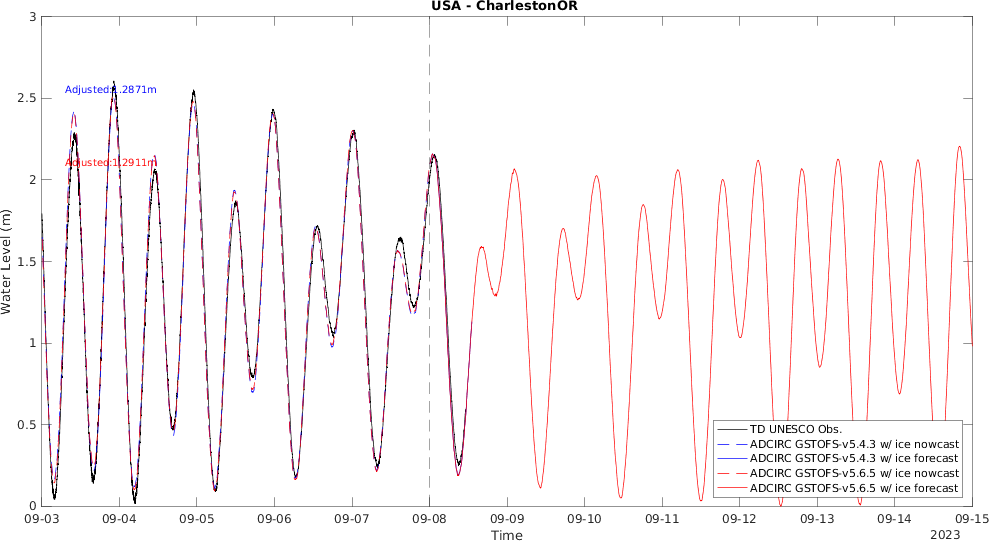 USA - CharlestonOR
3
2.5
2
1.5
1
0.5
0
Water Level (m)
Adjusted:1.2871m
Adjusted:1.2911m
TD UNESCO Obs.
ADCIRC GSTOFS-v5.4.3 w/ ice nowcast
ADCIRC GSTOFS-v5.4.3 w/ ice forecast
ADCIRC GSTOFS-v5.6.5 w/ ice nowcast
ADCIRC GSTOFS-v5.6.5 w/ ice forecast
09-03 09-04 09-05 09-06 09-07 09-08 09-09 09-10 09-11 09-12 09-13 09-14 09-15
Time
2023